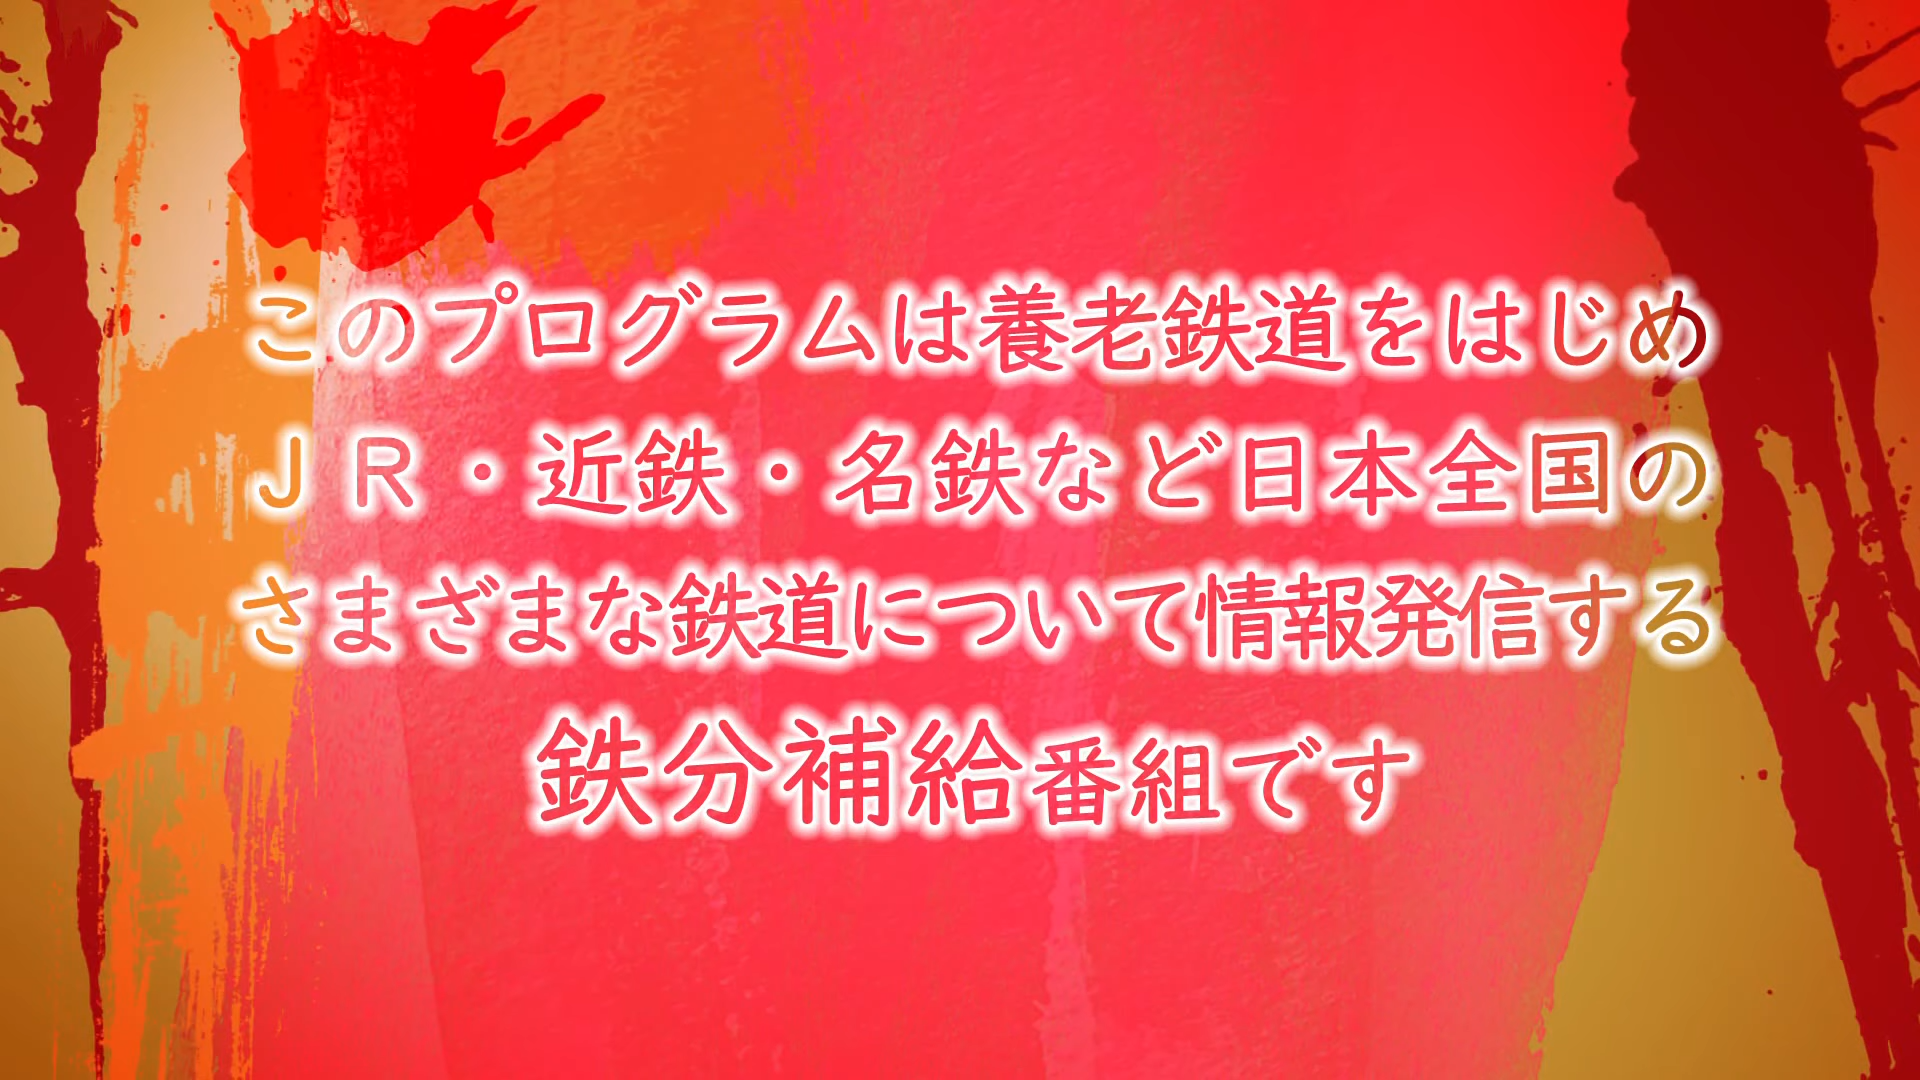 このプログラムは養老鉄道をはじめ
ＪＲ・近鉄・名鉄など日本全国の
さまざまな鉄道について情報発信する
鉄分補給番組です